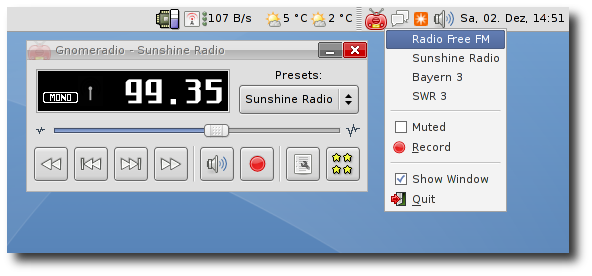 107 B/s 5 °C 2 °C Sa, 02. Dez, 14:51
Gnomeradio - Sunshine Radio
MONO 99.35
Presets:
Sunshine Radio
Radio Free FM
Sunshine Radio
Bayern 3
SWR 3
Muted
Record
Show Window
Quit